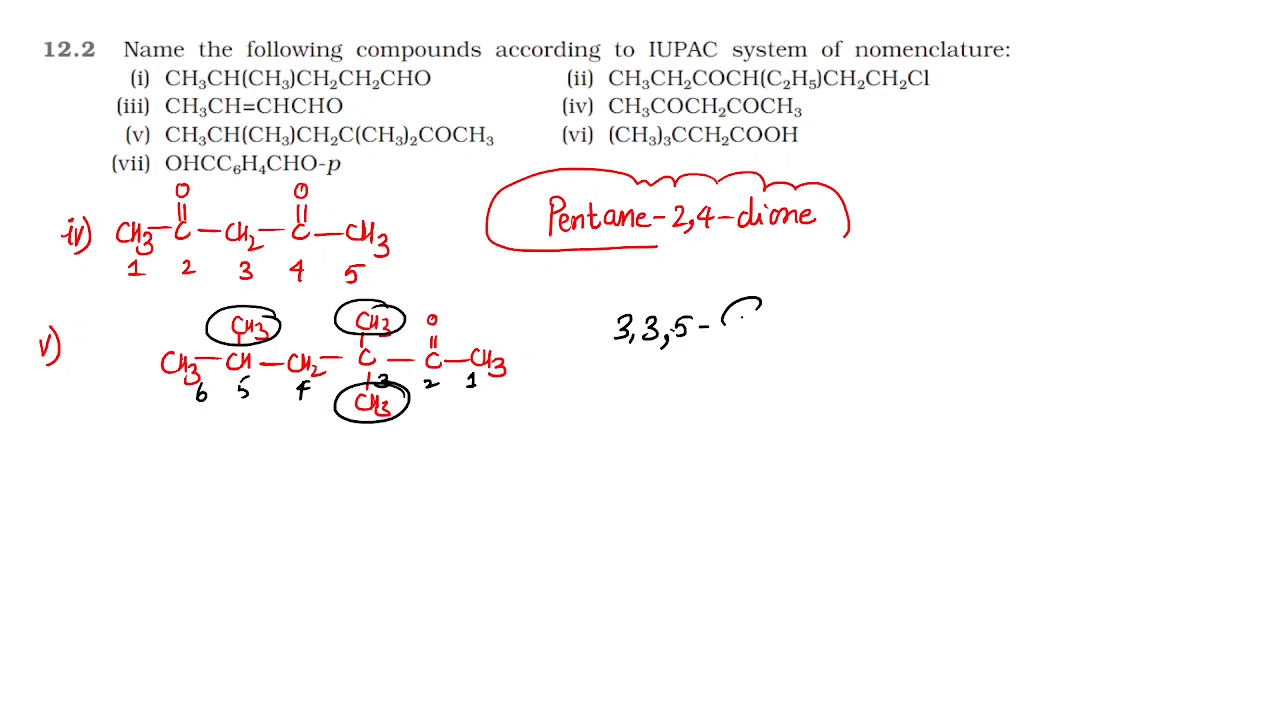 12.2 Name the following compounds according to IUPAC system of nomenclature:
(i) CH₃CH(CH₃)CH₂CH₂CHO (ii) CH₃CH₂COCH(C₂H₅)CH₂CH₂Cl
(iii) CH₃CH=CHCHO (iv) CH₃COCH₂COCH₃
(v) CH₃CH(CH₃)CH₂C(CH₃)₂COCH₃ (vi) (CH₃)₃CCH₂COOH
(vii) OHCC₆H₄CHO-p
O O
iv) CH₃—C—CH₂—C—CH₃ Pentane-2,4-dione
1 2 3 4 5
CH₃ CH₃ O
v) CH₃—CH—CH₂—C—C—CH₃ 3,3,5-
6 5 4 3 2 1
CH₃